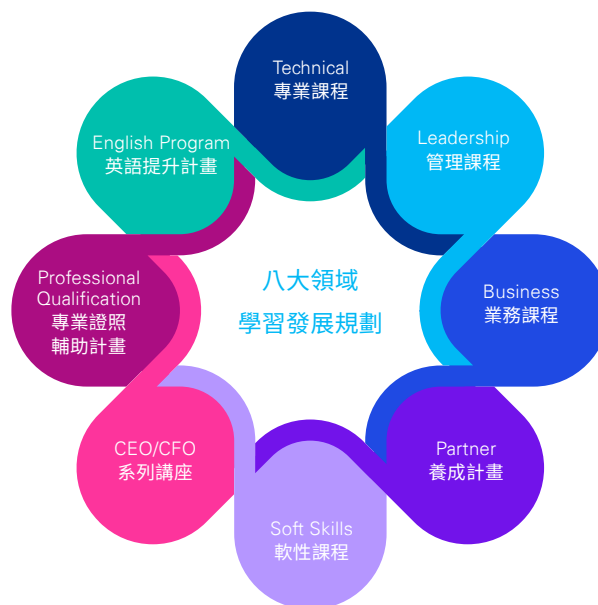 Technical
專業課程
Leadership
管理課程
Business
業務課程
Partner
養成計畫
Soft Skills
軟性課程
CEO/CFO
系列講座
Professional
Qualification
專業證照
輔助計畫
English Program
英語提升計畫
八大領域
學習發展規劃